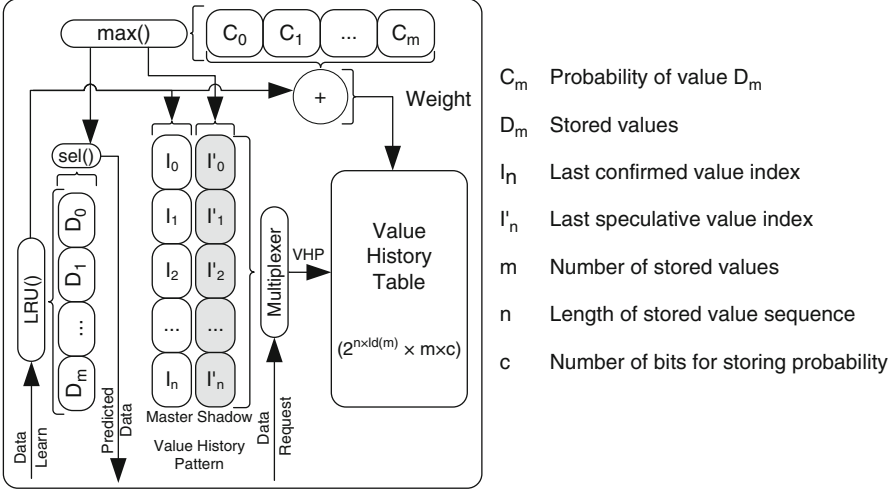 max()
C₀ C₁ ... Cₘ
+
Weight
sel()
D₀
D₁
...
Dₘ
LRU()
I₀ I'₀
I₁ I'₁
I₂ I'₂
... ...
Iₙ I'ₙ
Master Shadow
Value History
Pattern
Multiplexer
VHP
Value
History
Table
(2ⁿˣˡᵈ⁽ᵐ⁾ × m×c)
Data
Learn
Predicted
Data
Data
Request
Cₘ Probability of value Dₘ
Dₘ Stored values
Iₙ Last confirmed value index
I'ₙ Last speculative value index
m Number of stored values
n Length of stored value sequence
c Number of bits for storing probability